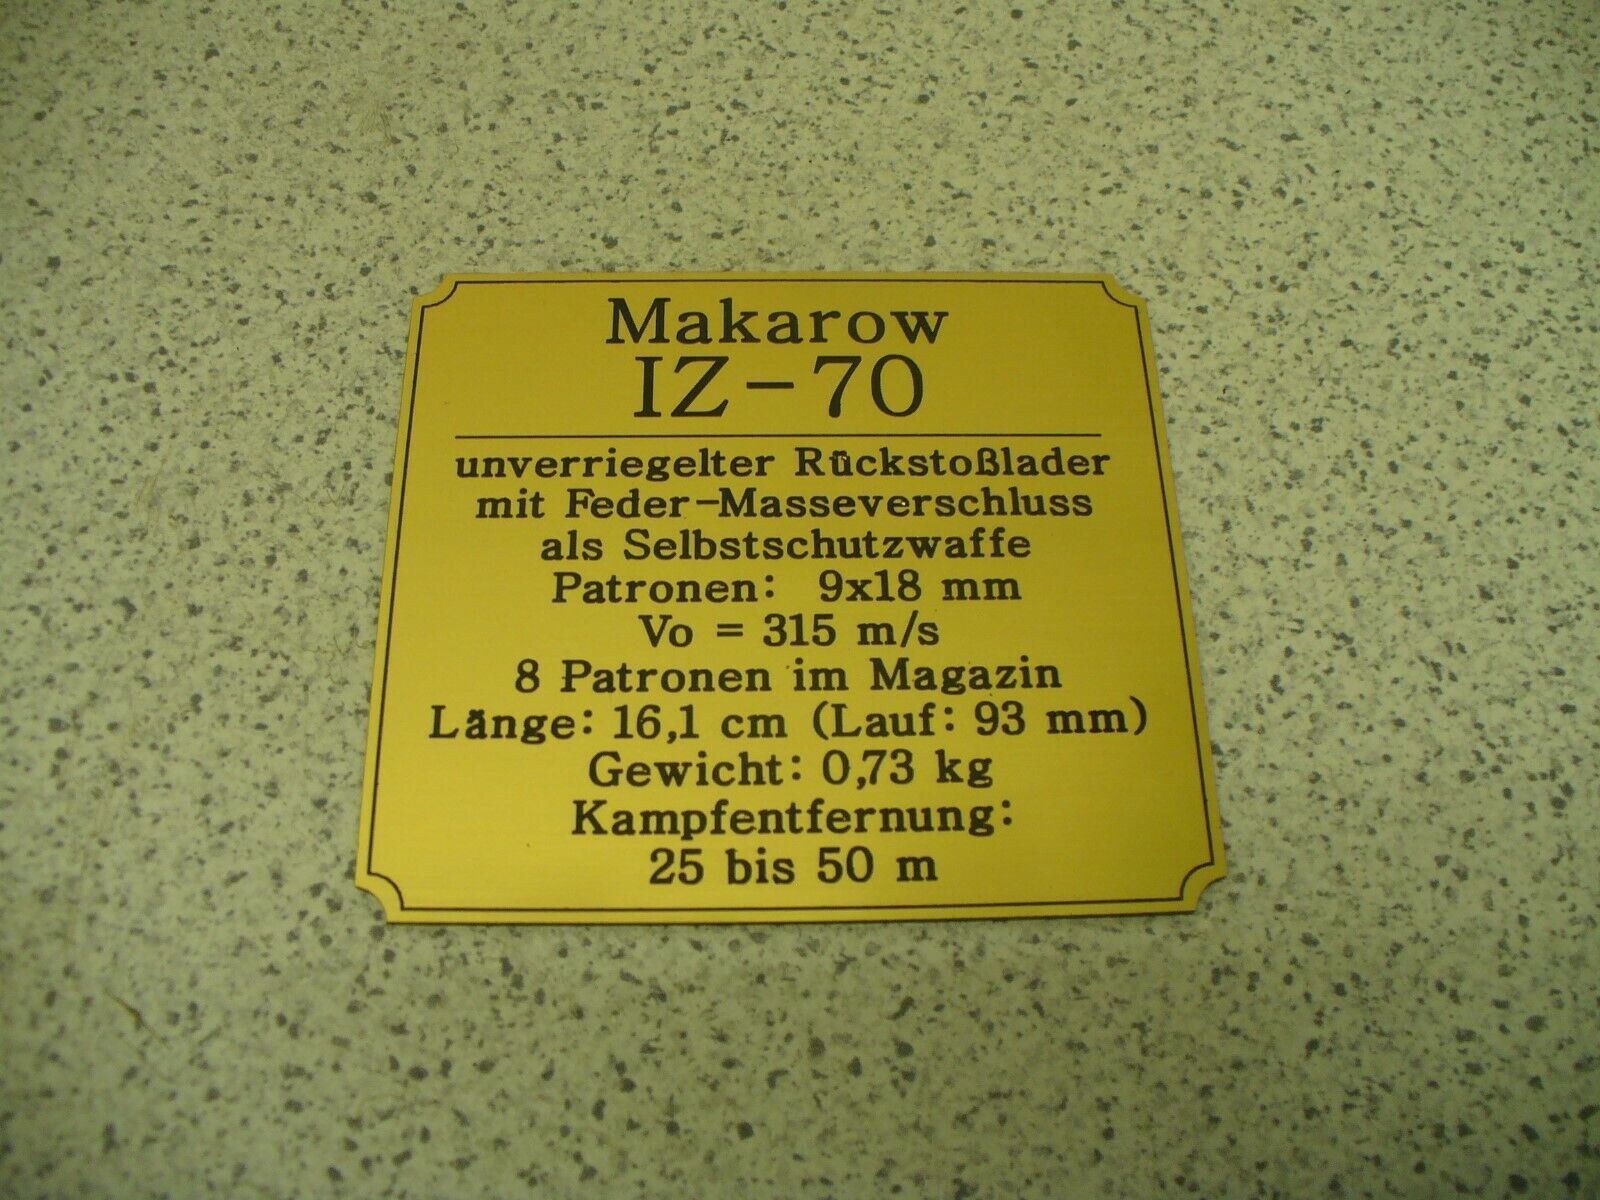 Makarow
IZ-70
unverriegelter Rückstoßlader
mit Feder-Masseverschluss
als Selbstschutzwaffe
Patronen: 9x18 mm
Vo = 315 m/s
8 Patronen im Magazin
Länge: 16,1 cm (Lauf: 93 mm)
Gewicht: 0,73 kg
Kampfentfernung:
25 bis 50 m